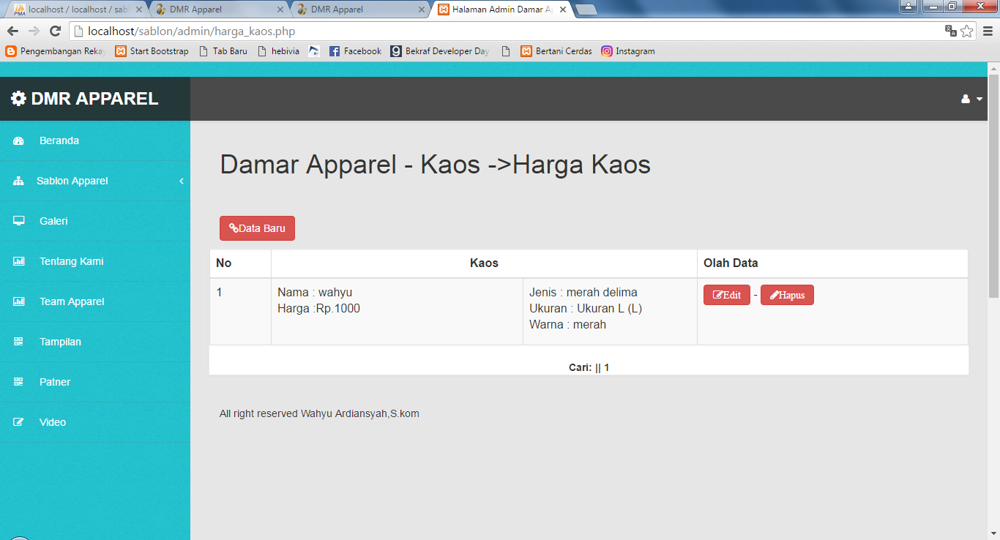 localhost / localhost / sabl
DMR Apparel
DMR Apparel
Halaman Admin Damar Ap
localhost/sablon/admin/harga_kaos.php
Pengembangan Rekay
Start Bootstrap
Tab Baru
hebivia
Facebook
Bekraf Developer Day
Bertani Cerdas
Instagram
DMR APPAREL
Beranda
Sablon Apparel
Galeri
Tentang Kami
Team Apparel
Tampilan
Patner
Video
Damar Apparel - Kaos ->Harga Kaos
Data Baru
No Kaos Olah Data
1 Nama : wahyu Jenis : merah delima Edit - Hapus
Harga :Rp.1000 Ukuran : Ukuran L (L)
Warna : merah
Cari: || 1
All right reserved Wahyu Ardiansyah,S.kom